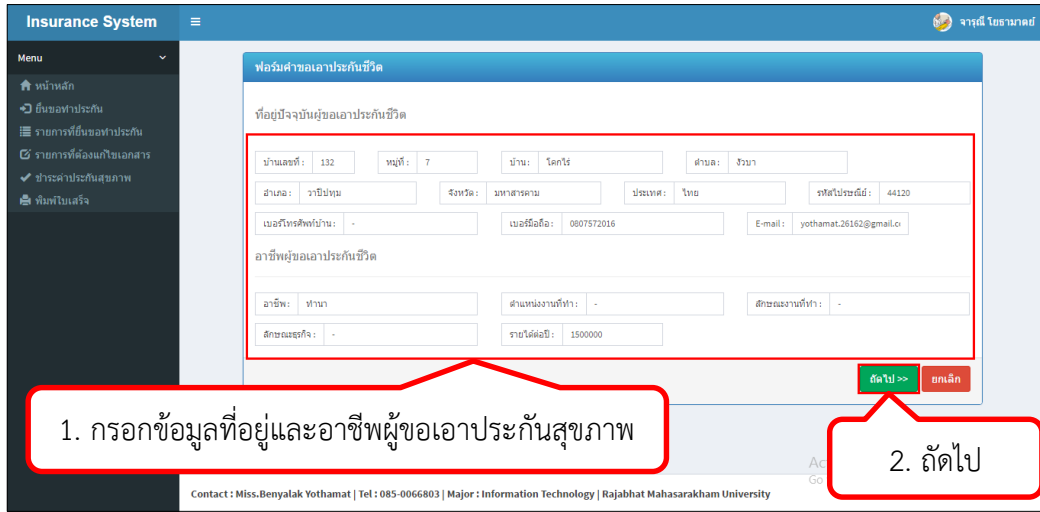 Insurance System
จารุณี โยธามาตย์
Menu
หน้าหลัก
ยื่นขอทำประกัน
รายการที่ยื่นขอทำประกัน
รายการที่ต้องแก้ไขเอกสาร
ชำระค่าประกันสุขภาพ
พิมพ์ใบเสร็จ
ฟอร์มคำขอเอาประกันชีวิต
ที่อยู่ปัจจุบันผู้ขอเอาประกันชีวิต
บ้านเลขที่ : 132 หมู่ที่ : 7 บ้าน : โคกไร่ ตำบล : งัวบา
อำเภอ : วาปีปทุม จังหวัด : มหาสารคาม ประเทศ : ไทย รหัสไปรษณีย์ : 44120
เบอร์โทรศัพท์บ้าน : - เบอร์มือถือ : 0807572016 E-mail : yothamat.26162@gmail.c
อาชีพผู้ขอเอาประกันชีวิต
อาชีพ : ทำนา ตำแหน่งงานที่ทำ : - ลักษณะงานที่ทำ : -
ลักษณะธุรกิจ : - รายได้ต่อปี : 1500000
ถัดไป >> ยกเลิก
1. กรอกข้อมูลที่อยู่และอาชีพผู้ขอเอาประกันสุขภาพ
2. ถัดไป
Contact : Miss.Benyalak Yothamat | Tel : 085-0066803 | Major : Information Technology | Rajabhat Mahasarakham University